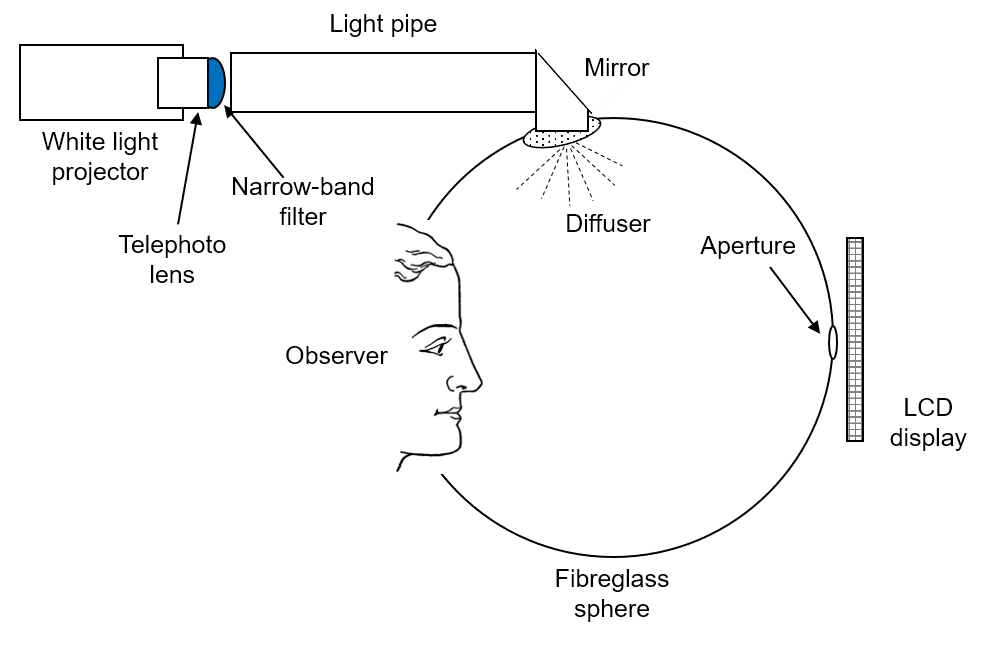 Light pipe
Mirror
White light
projector
Narrow-band
filter
Telephoto
lens
Diffuser
Aperture
Observer
LCD
display
Fibreglass
sphere